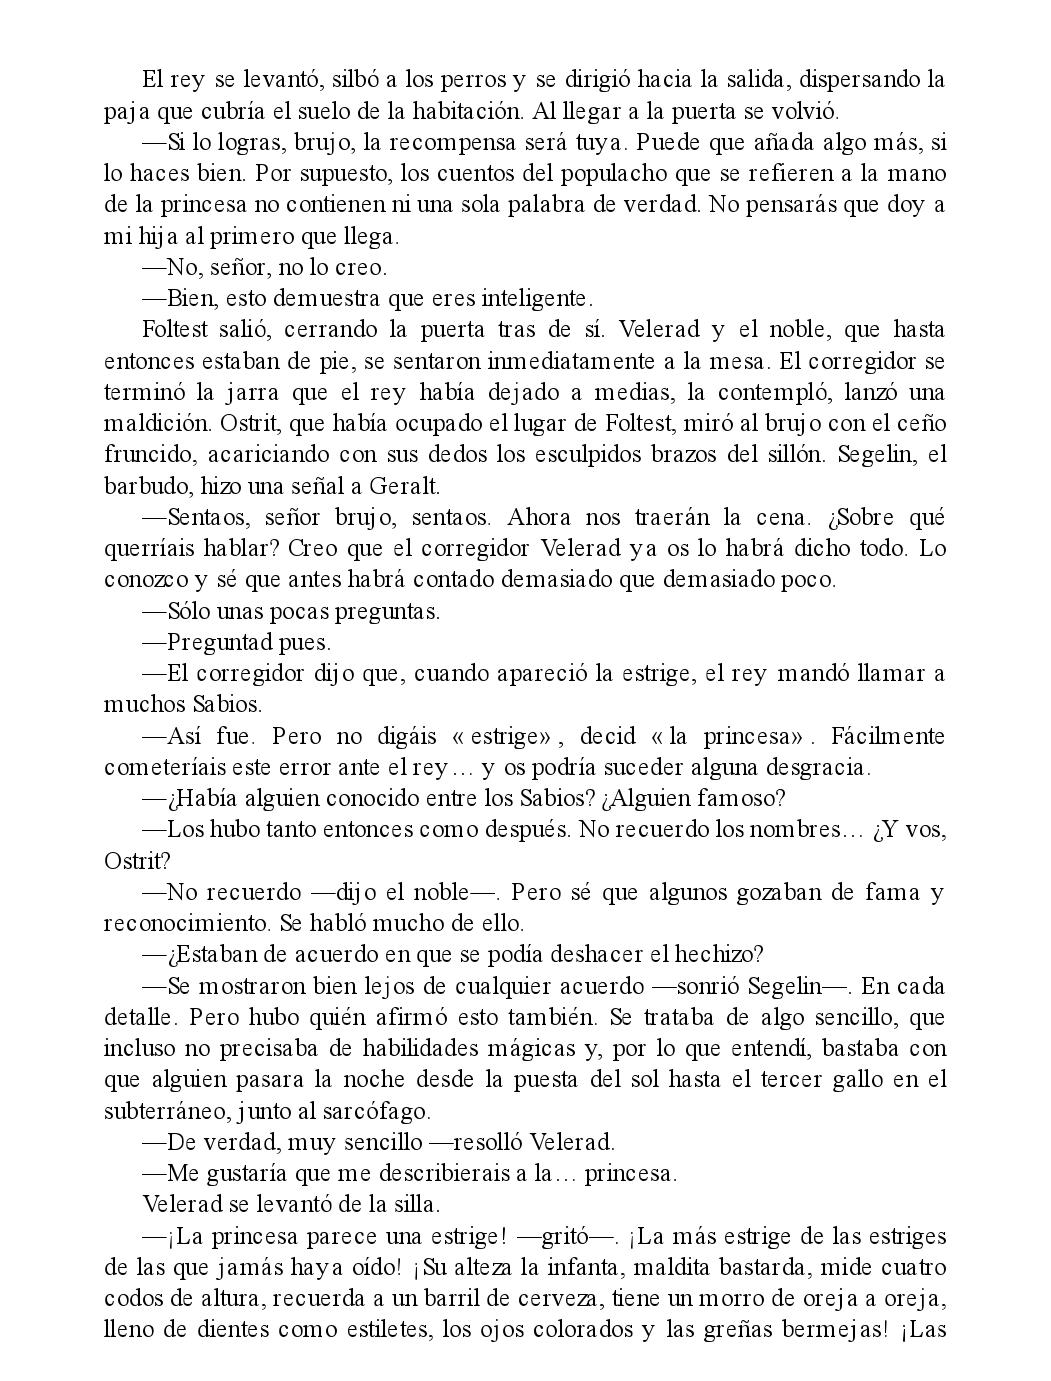 El rey se levantó, silbó a los perros y se dirigió hacia la salida, dispersando la
paja que cubría el suelo de la habitación. Al llegar a la puerta se volvió.
—Si lo logras, brujo, la recompensa será tuya. Puede que añada algo más, si
lo haces bien. Por supuesto, los cuentos del populacho que se refieren a la mano
de la princesa no contienen ni una sola palabra de verdad. No pensarás que doy a
mi hija al primero que llega.
—No, señor, no lo creo.
—Bien, esto demuestra que eres inteligente.
Foltest salió, cerrando la puerta tras de sí. Velerad y el noble, que hasta
entonces estaban de pie, se sentaron inmediatamente a la mesa. El corregidor se
terminó la jarra que el rey había dejado a medias, la contempló, lanzó una
maldición. Ostrit, que había ocupado el lugar de Foltest, miró al brujo con el ceño
fruncido, acariciando con sus dedos los esculpidos brazos del sillón. Segelin, el
barbudo, hizo una señal a Geralt.
—Sentaos, señor brujo, sentaos. Ahora nos traerán la cena. ¿Sobre qué
querríais hablar? Creo que el corregidor Velerad ya os lo habrá dicho todo. Lo
conozco y sé que antes habrá contado demasiado que demasiado poco.
—Sólo unas pocas preguntas.
—Preguntad pues.
—El corregidor dijo que, cuando apareció la estrige, el rey mandó llamar a
muchos Sabios.
—Así fue. Pero no digáis «estrige», decid «la princesa». Fácilmente
cometeríais este error ante el rey… y os podría suceder alguna desgracia.
—¿Había alguien conocido entre los Sabios? ¿Alguien famoso?
—Los hubo tanto entonces como después. No recuerdo los nombres… ¿Y vos,
Ostrit?
—No recuerdo —dijo el noble—. Pero sé que algunos gozaban de fama y
reconocimiento. Se habló mucho de ello.
—¿Estaban de acuerdo en que se podía deshacer el hechizo?
—Se mostraron bien lejos de cualquier acuerdo —sonrió Segelin—. En cada
detalle. Pero hubo quién afirmó esto también. Se trataba de algo sencillo, que
incluso no precisaba de habilidades mágicas y, por lo que entendí, bastaba con
que alguien pasara la noche desde la puesta del sol hasta el tercer gallo en el
subterráneo, junto al sarcófago.
—De verdad, muy sencillo —resolló Velerad.
—Me gustaría que me describierais a la… princesa.
Velerad se levantó de la silla.
—¡La princesa parece una estrige! —gritó—. ¡La más estrige de las estriges
de las que jamás haya oído! ¡Su alteza la infanta, maldita bastarda, mide cuatro
codos de altura, recuerda a un barril de cerveza, tiene un morro de oreja a oreja,
lleno de dientes como estiletes, los ojos colorados y las greñas bermejas! ¡Las